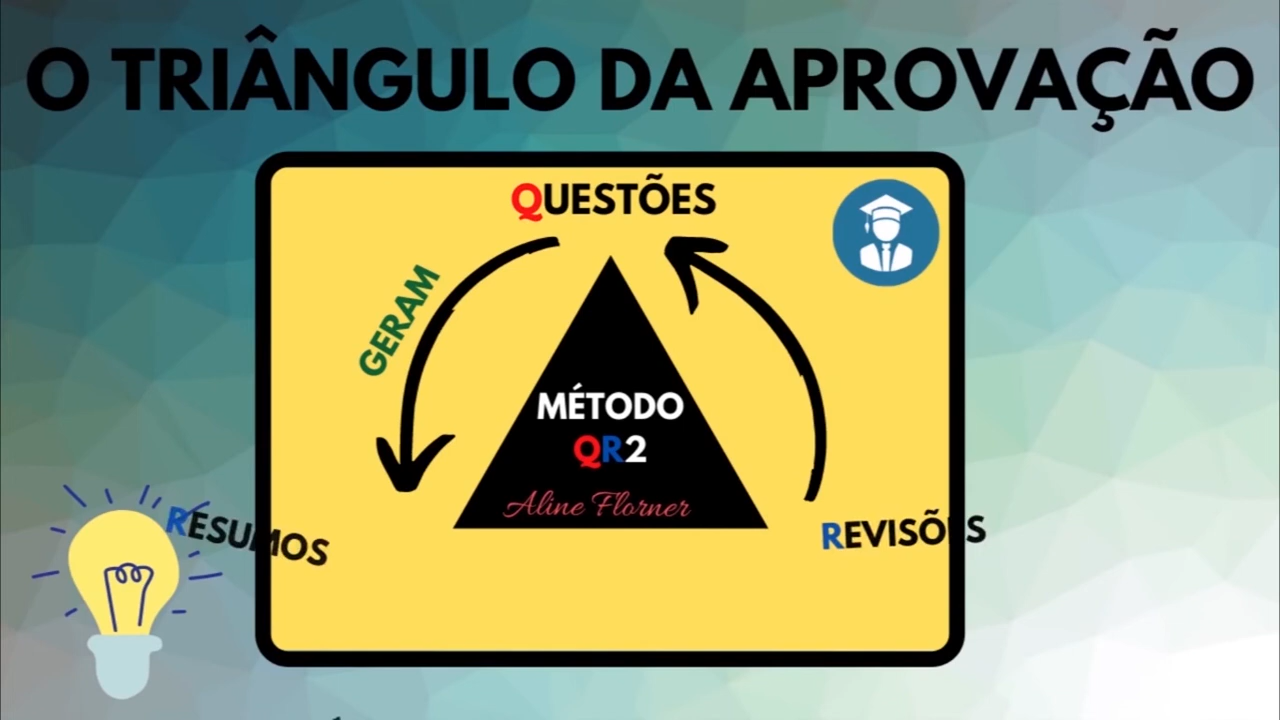 O TRIÂNGULO DA APROVAÇÃO
QUESTÕES
GERAM
MÉTODO
QR2
Aline Florner
RESUMOS
REVISÕES